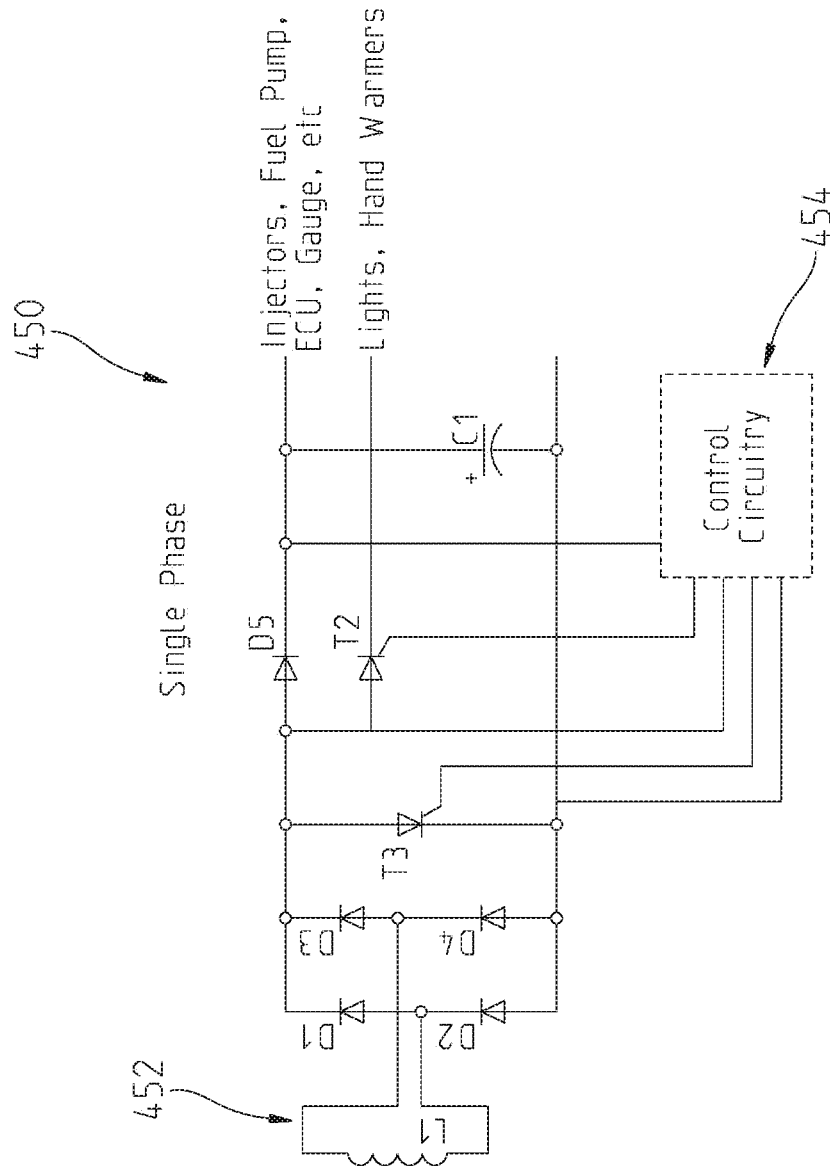 450
Single Phase
Injectors, Fuel Pump,
ECU, Gauge, etc
Lights, Hand Warmers
452
L1
D1
D2
D3
D4
T3
D5
T2
+
C1
Control
Circuitry
454